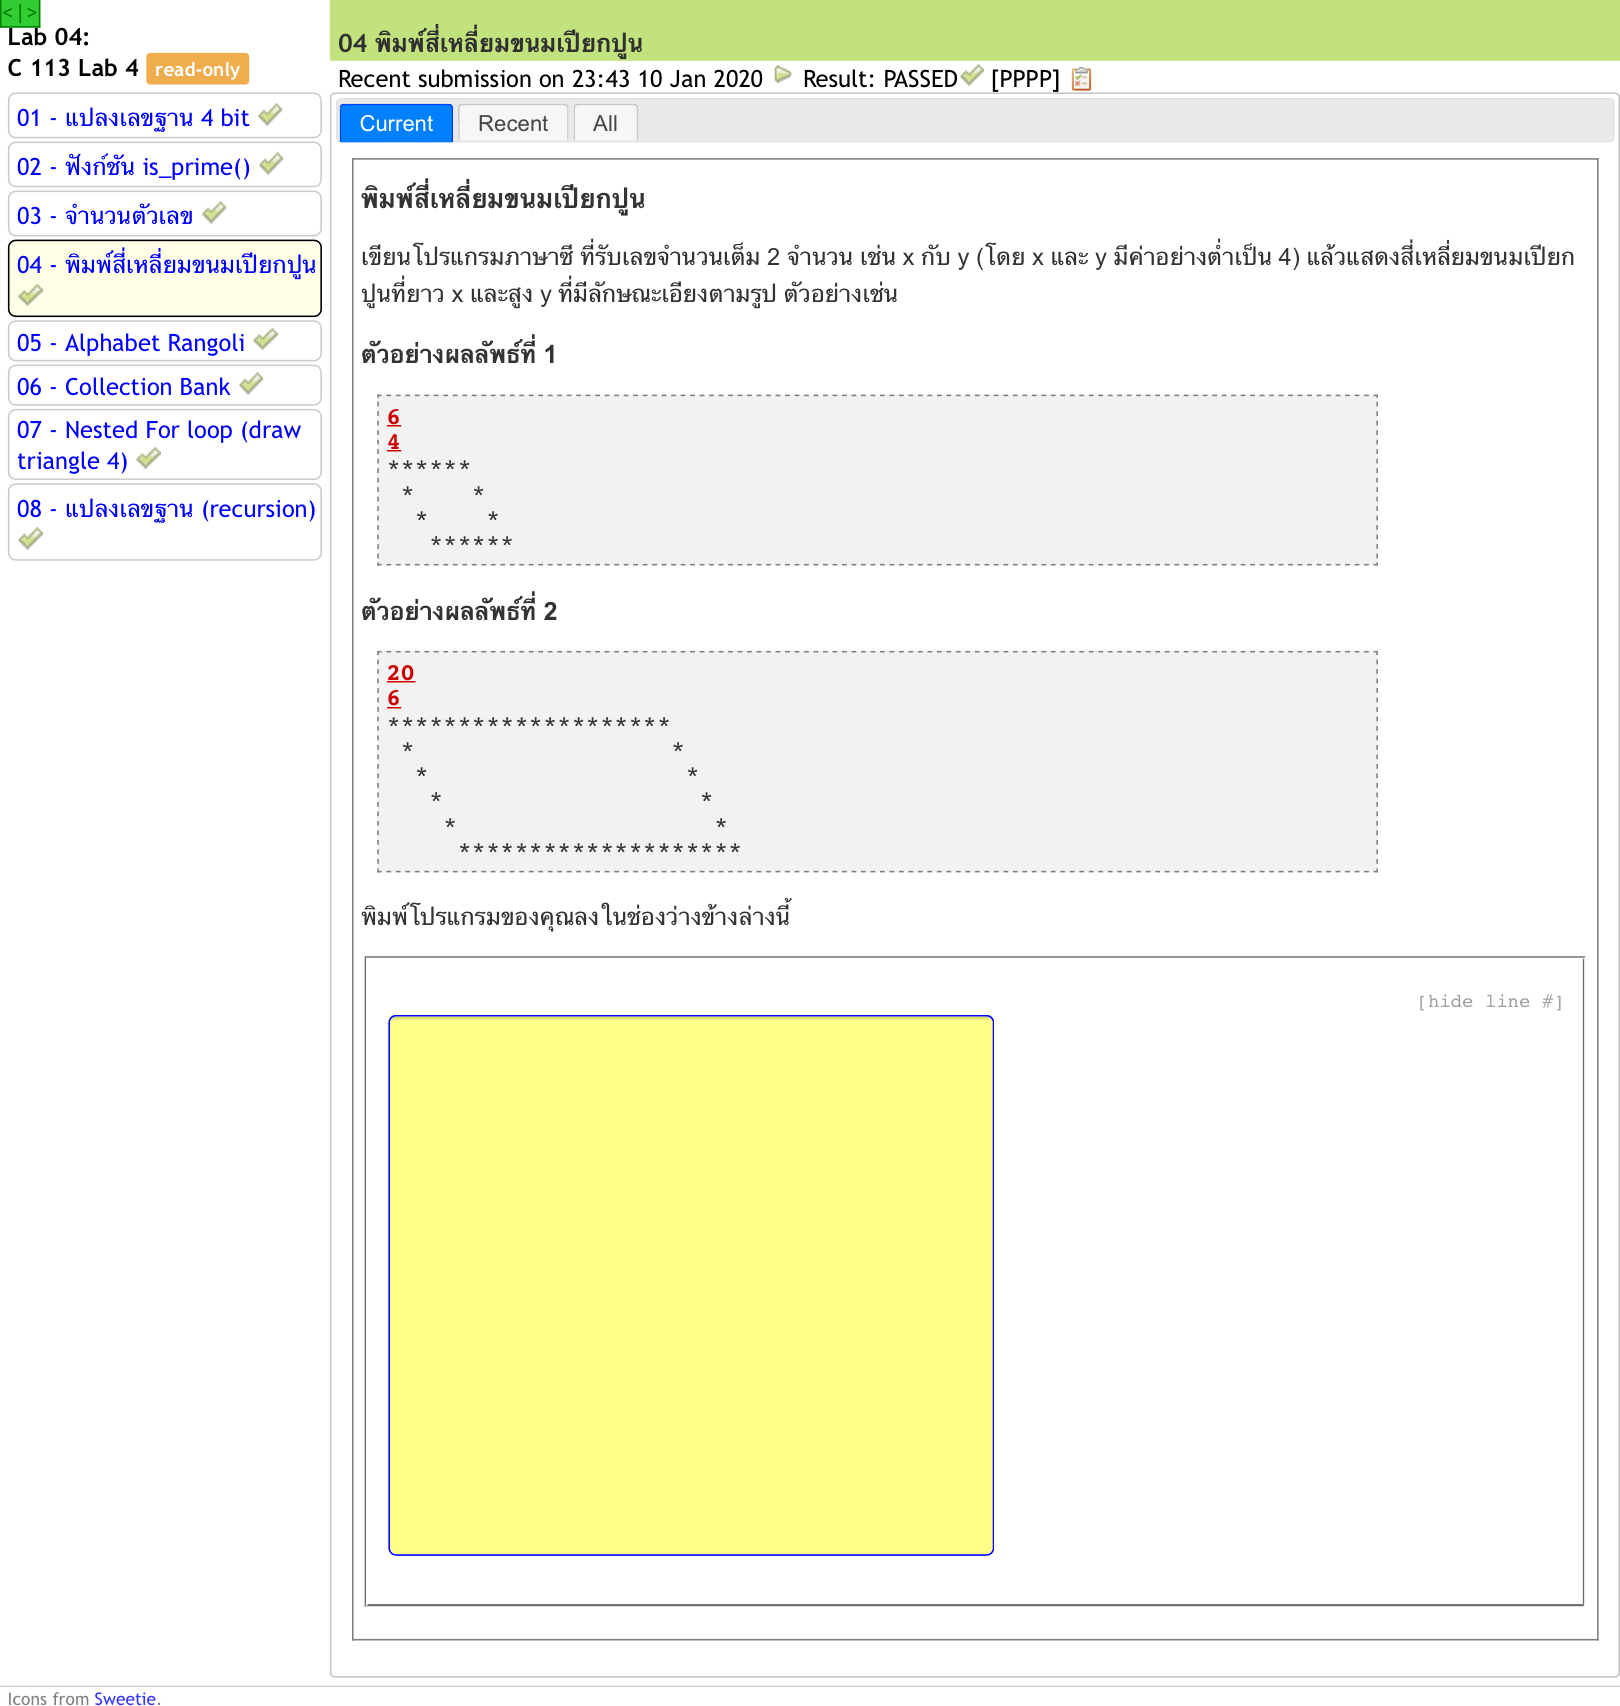 <|>
Lab 04:
C 113 Lab 4 read-only
01 - แปลงเลขฐาน 4 bit
02 - ฟังก์ชัน is_prime()
03 - จำนวนตัวเลข
04 - พิมพ์สี่เหลี่ยมขนมเปียกปูน
05 - Alphabet Rangoli
06 - Collection Bank
07 - Nested For loop (draw
triangle 4)
08 - แปลงเลขฐาน (recursion)
04 พิมพ์สี่เหลี่ยมขนมเปียกปูน
Recent submission on 23:43 10 Jan 2020 Result: PASSED [PPPP]
Current Recent All
พิมพ์สี่เหลี่ยมขนมเปียกปูน
เขียนโปรแกรมภาษาซี ที่รับเลขจำนวนเต็ม 2 จำนวน เช่น x กับ y (โดย x และ y มีค่าอย่างต่ำเป็น 4) แล้วแสดงสี่เหลี่ยมขนมเปียก
ปูนที่ยาว x และสูง y ที่มีลักษณะเอียงตามรูป ตัวอย่างเช่น
ตัวอย่างผลลัพธ์ที่ 1
6
4
******
 *    *
  *    *
   ******
ตัวอย่างผลลัพธ์ที่ 2
20
6
********************
 *                  *
  *                  *
   *                  *
    *                  *
     ********************
พิมพ์โปรแกรมของคุณลงในช่องว่างข้างล่างนี้
[hide line #]
Icons from Sweetie.